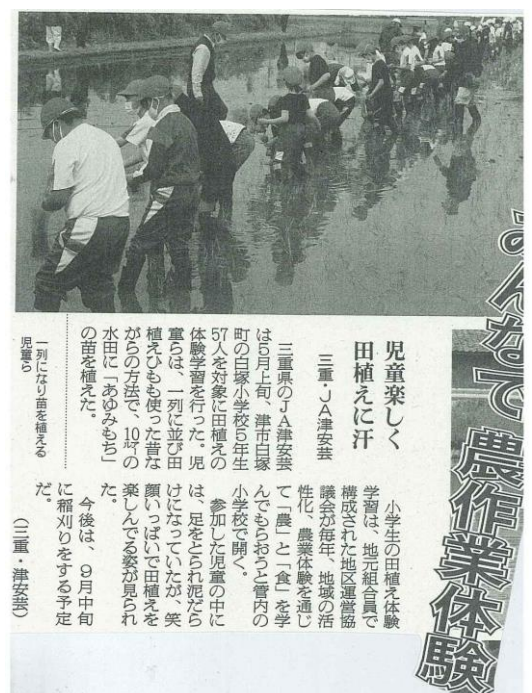 みんなで農作業体験
児童楽しく
田植えに汗
三重・JA津安芸
三重県のJA津安芸
は5月上旬、津市白塚
町の白塚小学校5年生
57人を対象に田植えの
体験学習を行った。児
童らは、一列に並び田
植えひもも使った昔な
がらの方法で、10㌃の
水田に「あゆみもち」
の苗を植えた。
一列になり苗を植える
児童ら
小学生の田植え体験
学習は、地元組合員で
構成された地区運営協
議会が毎年、地域の活
性化、農業体験を通じ
て「農」と「食」を学
んでもらおうと管内の
小学校で開く。
参加した児童の中に
は、足をとられ泥だら
けになっていたが、笑
顔いっぱいで田植えを
楽しんでる姿が見られ
た。
今後は、9月中旬
に稲刈りをする予定
だ。
（三重・津安芸）